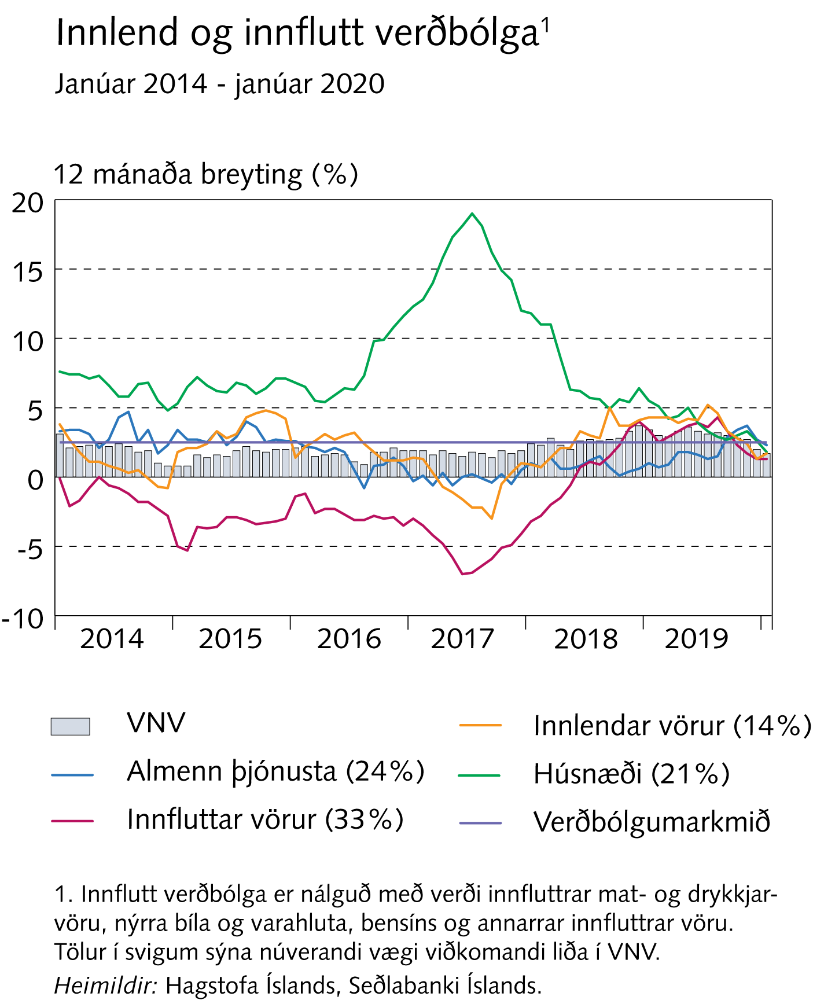 Innlend og innflutt verðbólga¹
Janúar 2014 - janúar 2020
12 mánaða breyting (%)
20
15
10
5
0
-5
-10
2014 2015 2016 2017 2018 2019
VNV
Almenn þjónusta (24%)
Innfluttar vörur (33%)
Innlendar vörur (14%)
Húsnæði (21%)
Verðbólgumarkmið
1. Innflutt verðbólga er nálguð með verði innfluttrar mat- og drykkjar-
vöru, nýrra bíla og varahluta, bensíns og annarrar innfluttrar vöru.
Tölur í svigum sýna núverandi vægi viðkomandi liða í VNV.
Heimildir: Hagstofa Íslands, Seðlabanki Íslands.